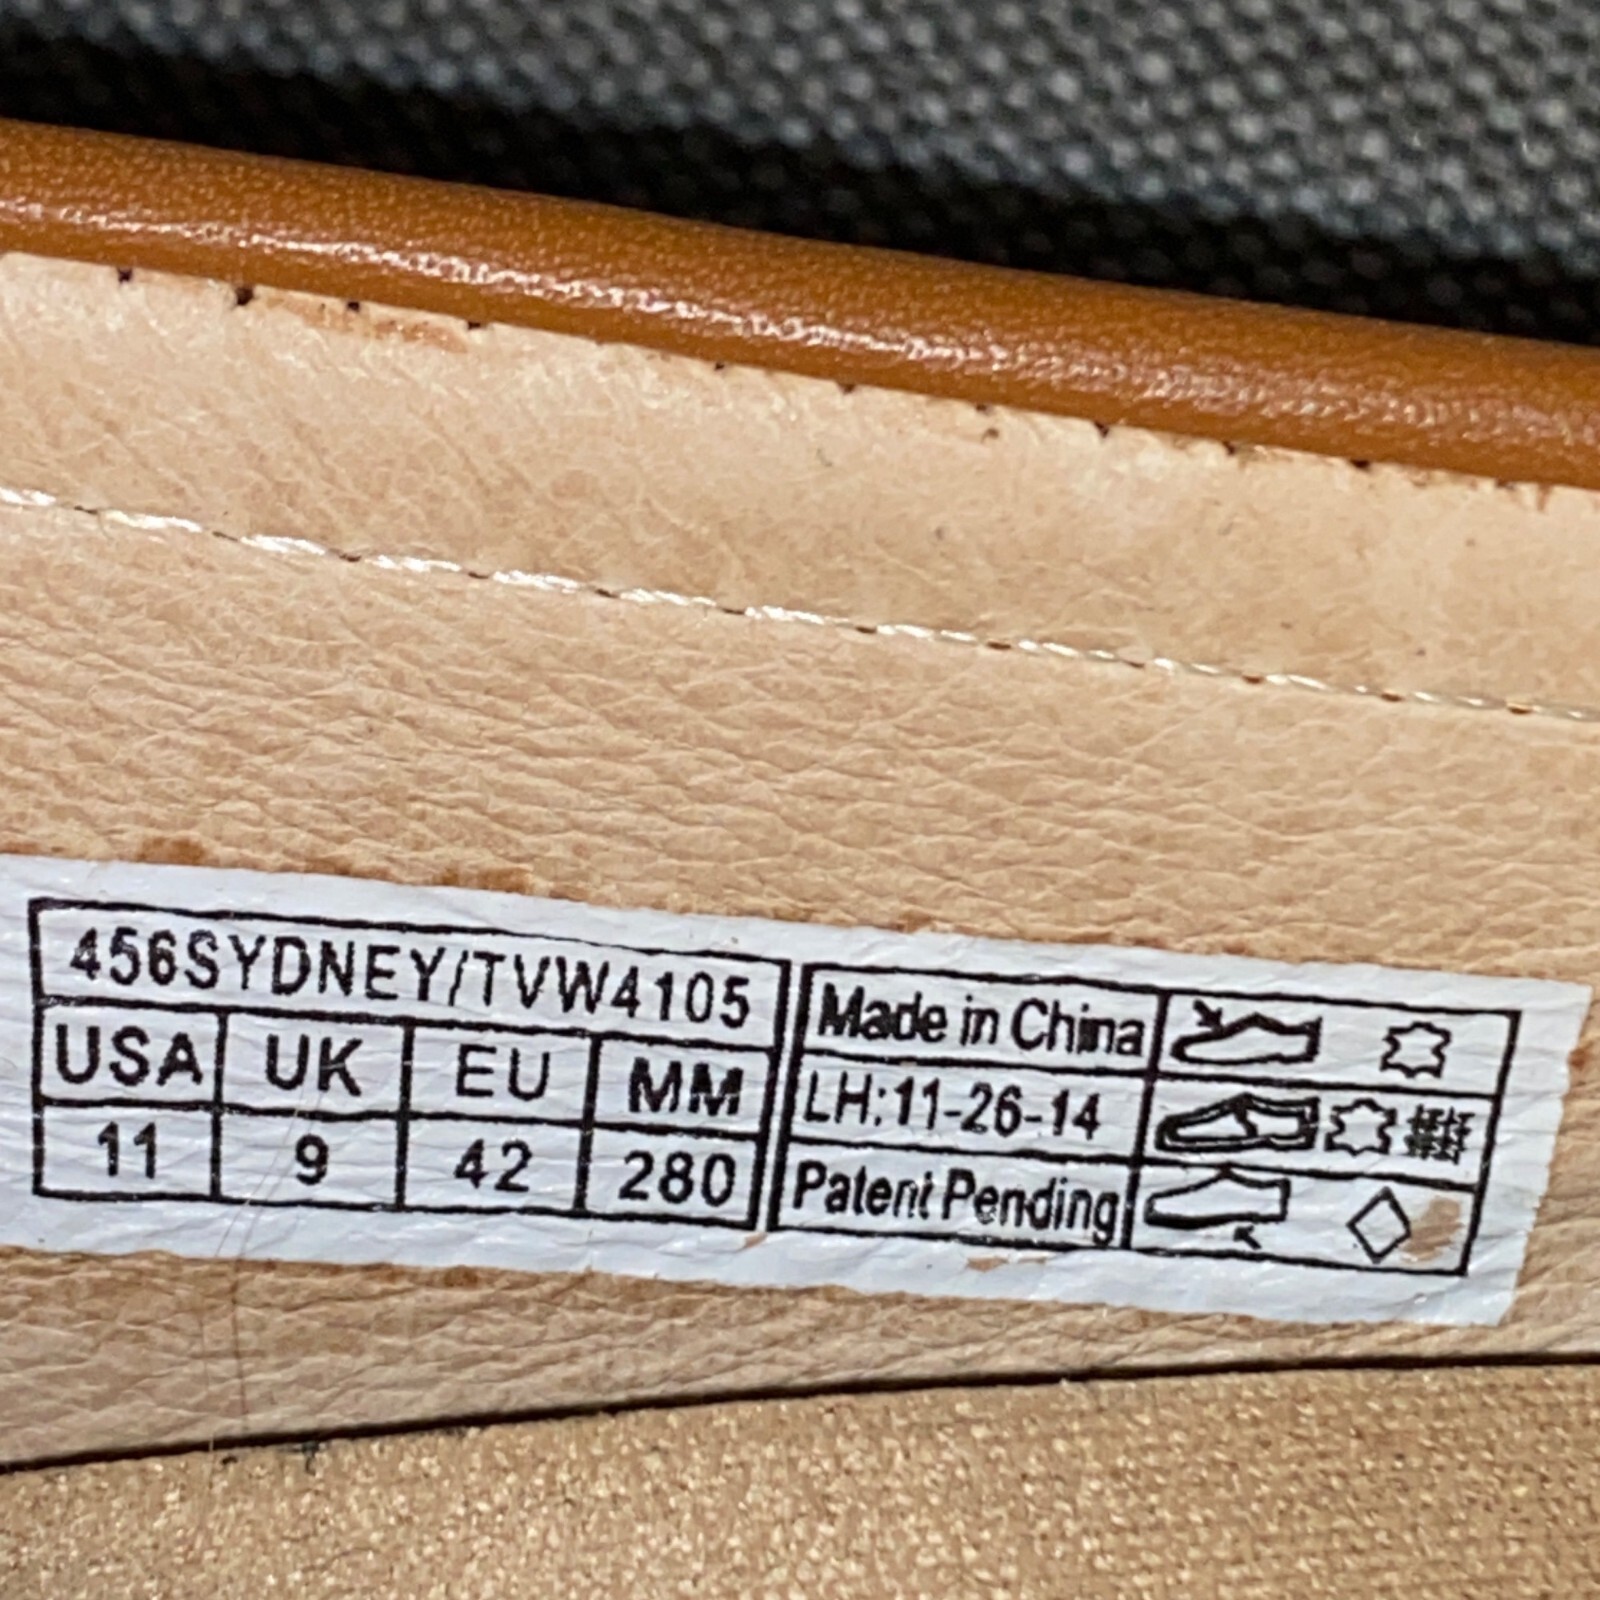 456SYDNEY/TVW4105
USA UK EU MM
11 9 42 280
Made in China
LH:11-26-14
Patent Pending